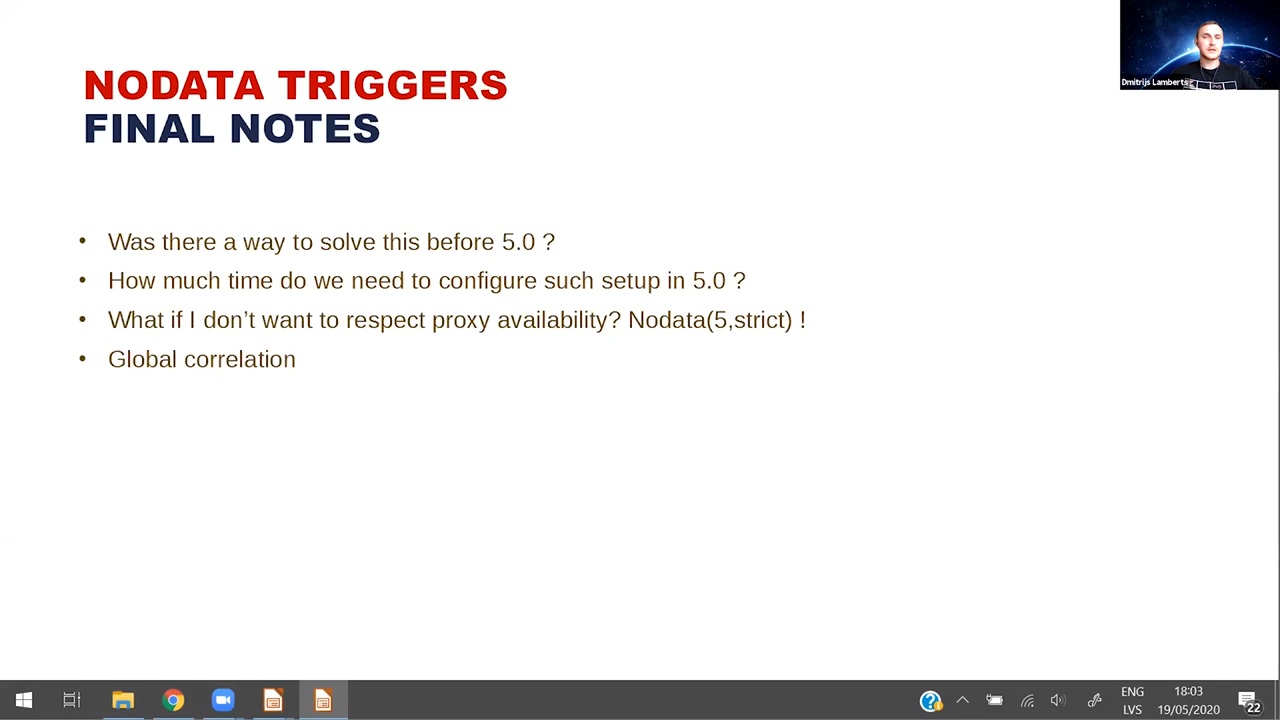 NODATA TRIGGERS
FINAL NOTES
Dmitrijs Lamberts
• Was there a way to solve this before 5.0 ?
• How much time do we need to configure such setup in 5.0 ?
• What if I don’t want to respect proxy availability? Nodata(5,strict) !
• Global correlation
ENG
LVS
18:03
19/05/2020
22